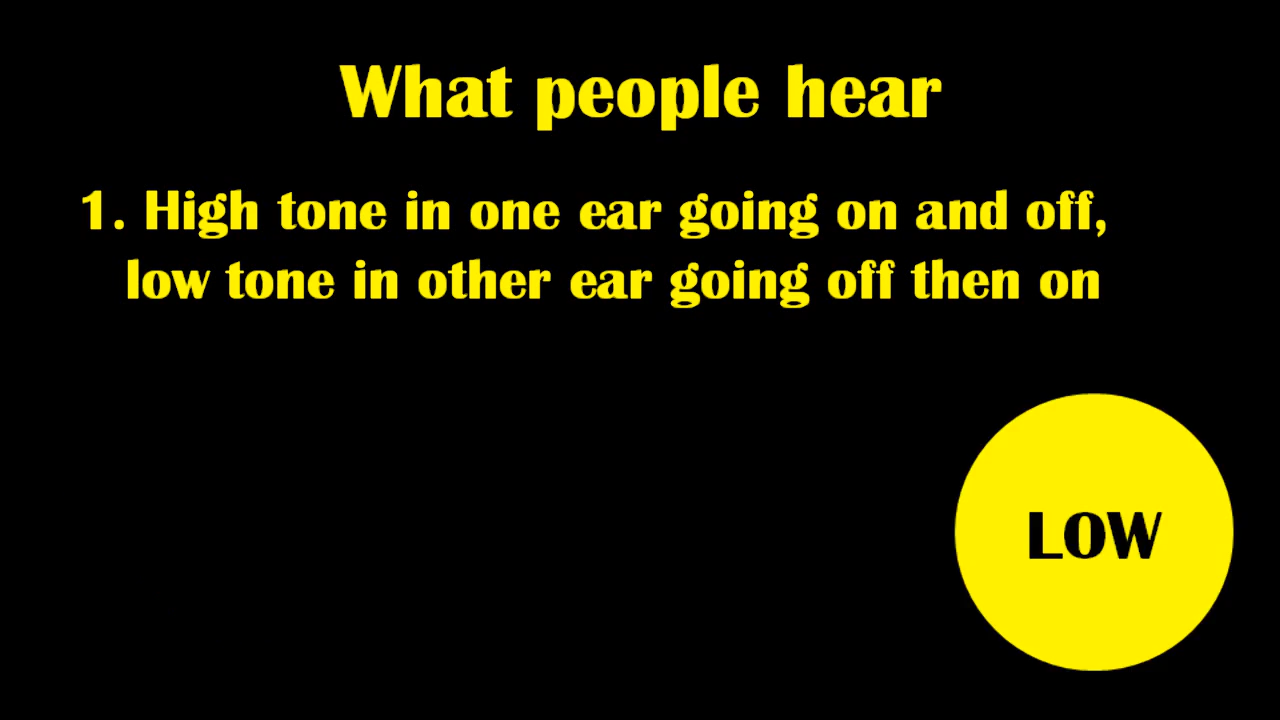 What people hear
1. High tone in one ear going on and off,
low tone in other ear going off then on
LOW